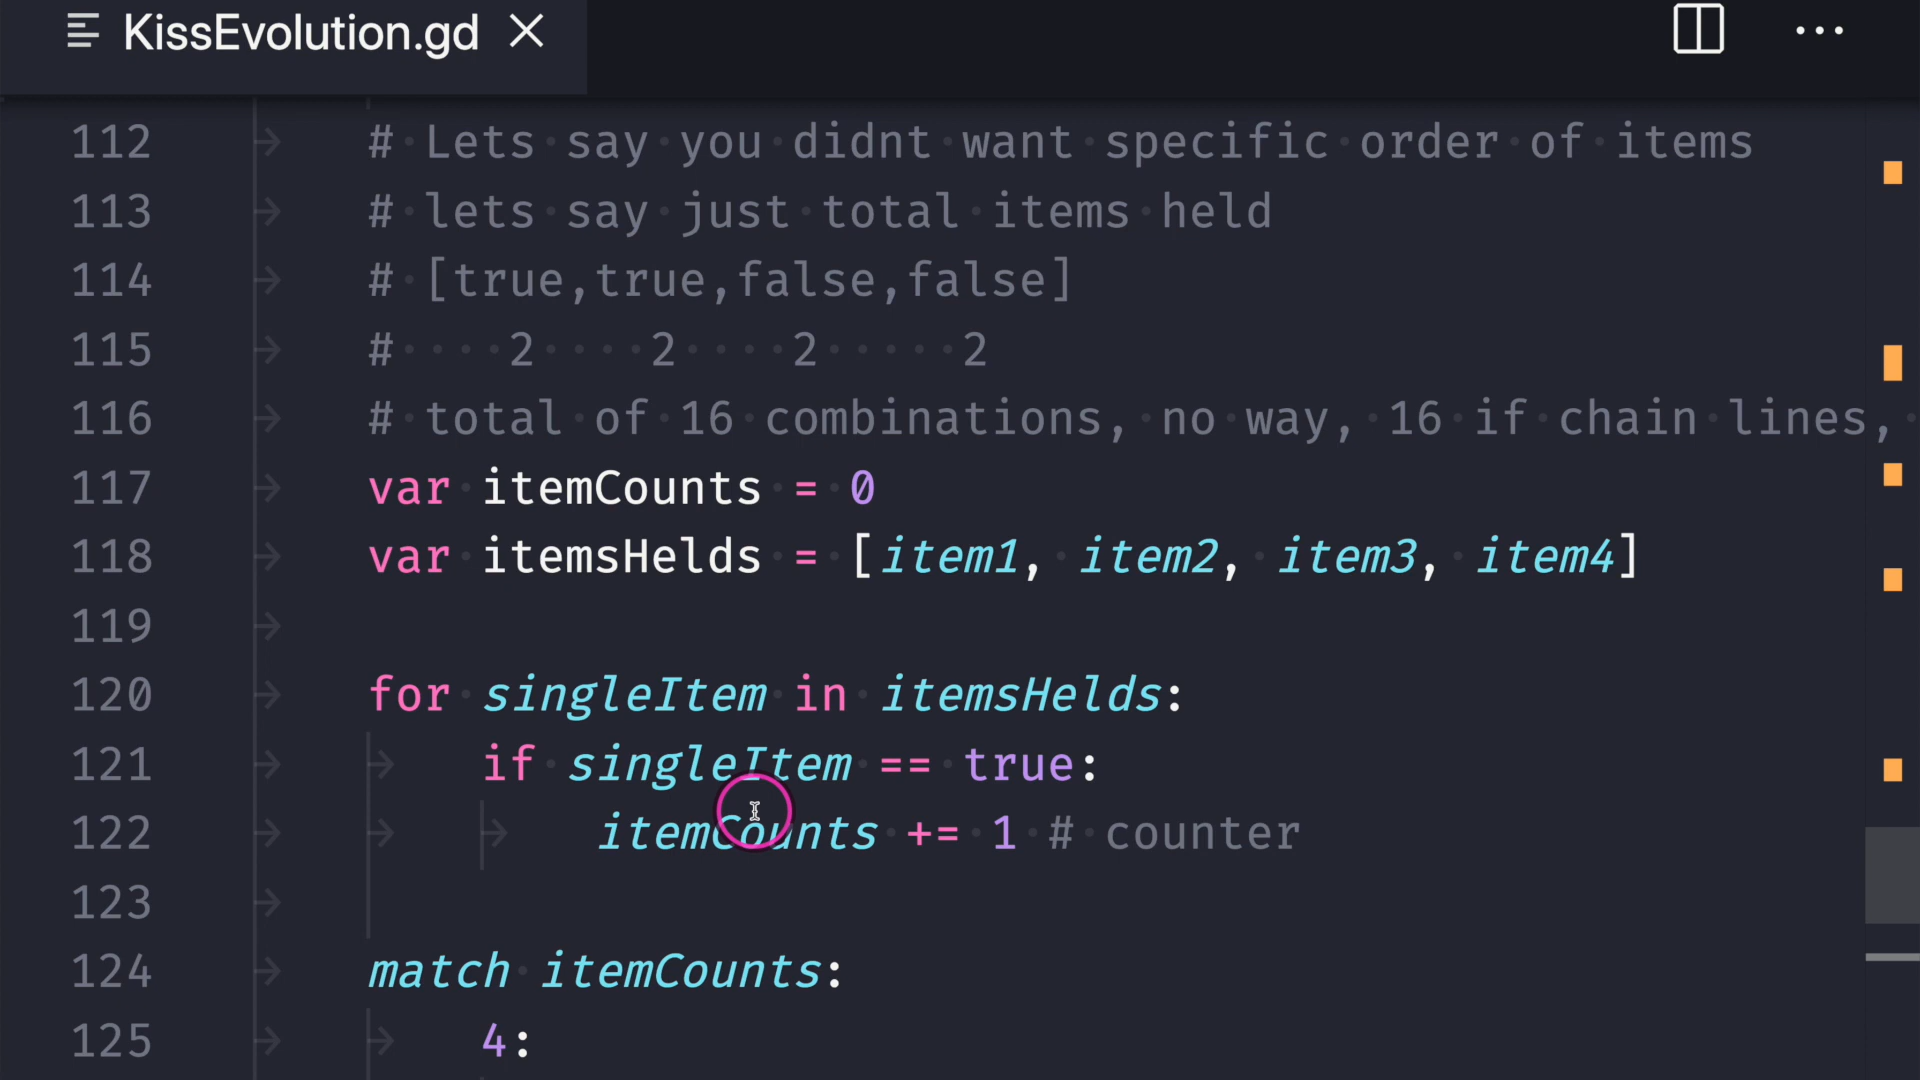 KissEvolution.gd
112 # Lets say you didnt want specific order of items
113 # lets say just total items held
114 # [true,true,false,false]
115 #    2    2    2     2
116 # total of 16 combinations, no way, 16 if chain lines,
117 var itemCounts = 0
118 var itemsHelds = [item1, item2, item3, item4]
119
120 for singleItem in itemsHelds:
121 if singleItem == true:
122 itemCounts += 1 # counter
123
124 match itemCounts:
125 4: